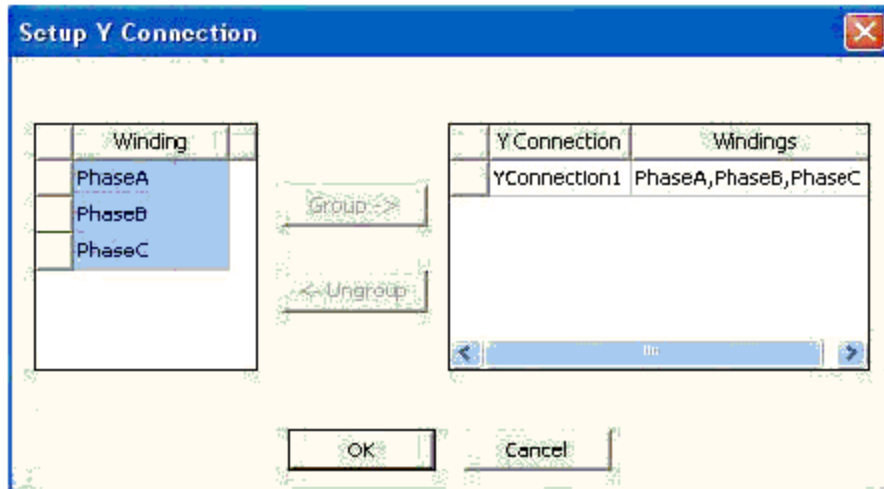 Setup Y Connection
Winding
PhaseA
PhaseB
PhaseC
Group ->
<- Ungroup
Y Connection Windings
YConnection1 PhaseA,PhaseB,PhaseC
OK Cancel